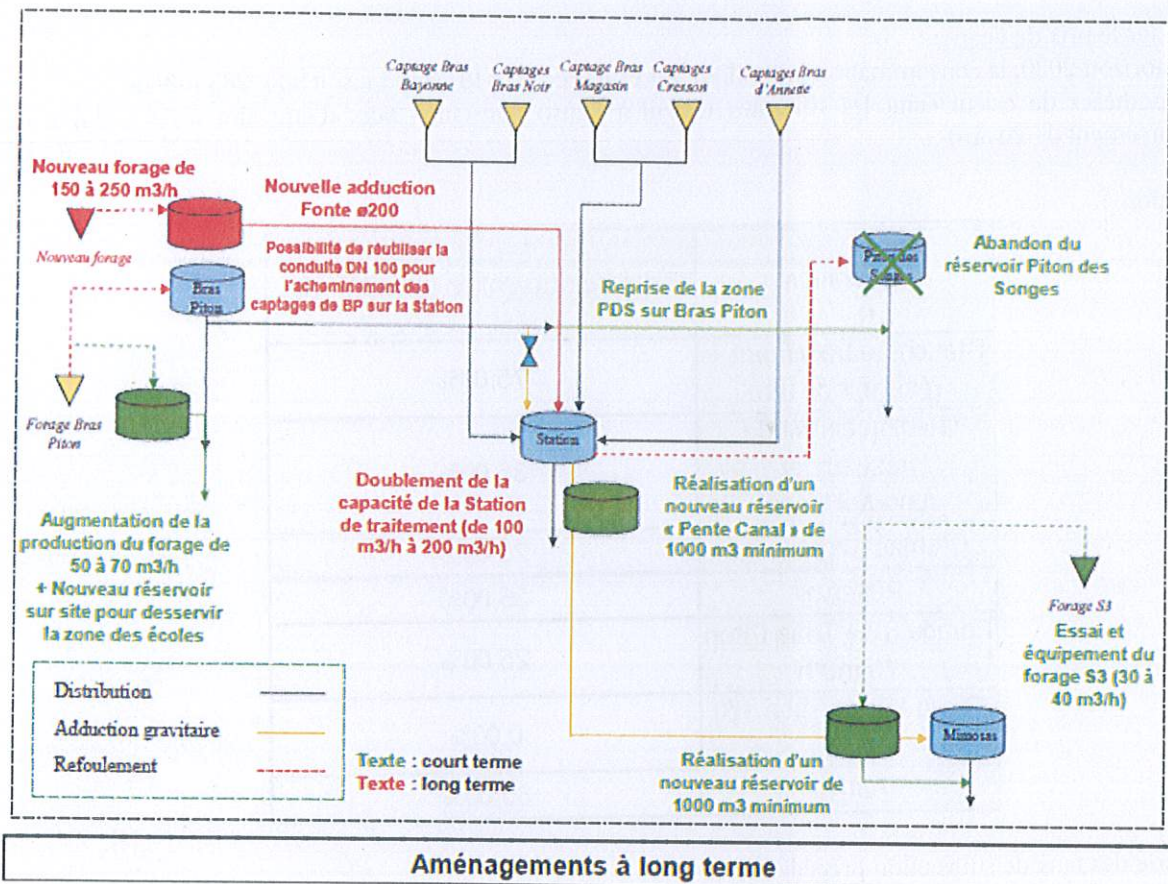 Captage Bras
Bayonne
Captages
Bras Noir
Captage Bras
Magasin
Captages
Cresson
Captages Bras
d'Annette
Nouveau forage de
150 à 250 m3/h
Nouveau forage
Nouvelle adduction
Fonte ø200
Possibilité de réutiliser la
conduite DN 100 pour
l'acheminement des
captages de BP sur la Station
Bras
Piton
Reprise de la zone
PDS sur Bras Piton
Piton des
Songes
Abandon du
réservoir Piton des
Songes
Forage Bras
Piton
Station
Doublement de la
capacité de la Station
de traitement (de 100
m3/h à 200 m3/h)
Réalisation d'un
nouveau réservoir
« Pente Canal » de
1000 m3 minimum
Augmentation de la
production du forage de
50 à 70 m3/h
+ Nouveau réservoir
sur site pour desservir
la zone des écoles
Forage S3
Essai et
équipement du
forage S3 (30 à
40 m3/h)
Mimosas
Réalisation d'un
nouveau réservoir de
1000 m3 minimum
Distribution
Adduction gravitaire
Refoulement
Texte : court terme
Texte : long terme
Aménagements à long terme